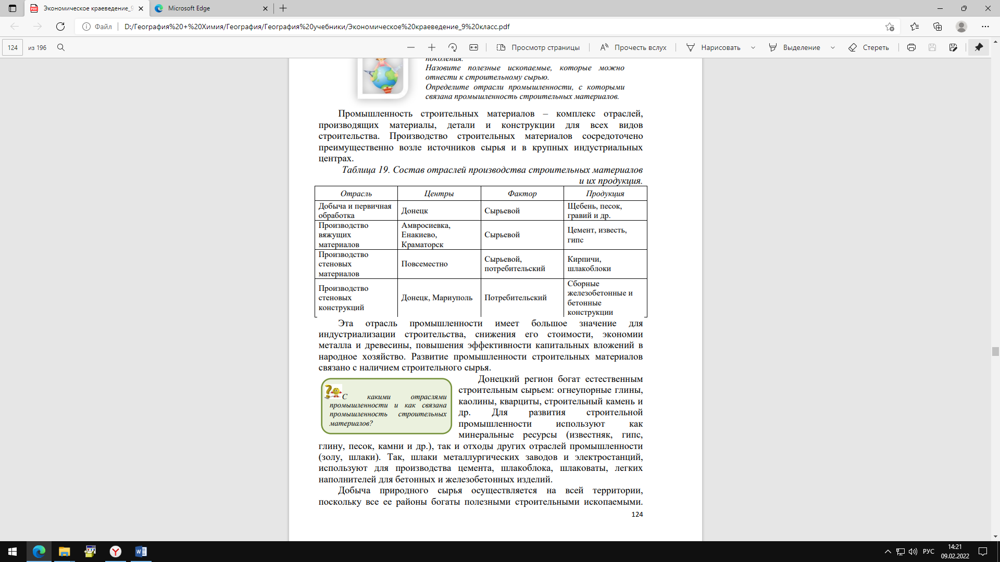 Экономическое краеведение_9
Microsoft Edge
Файл
D:/География%20+%20Химия/География/География%20учебники/Экономическое%20краеведение_9%20класс.pdf
124
из 196
Просмотр страницы
Прочесть вслух
Нарисовать
Выделение
Стереть
поколения.
Назовите полезные ископаемые, которые можно
отнести к строительному сырью.
Определите отрасли промышленности, с которыми
связана промышленность строительных материалов.
Промышленность строительных материалов – комплекс отраслей,
производящих материалы, детали и конструкции для всех видов
строительства. Производство строительных материалов сосредоточено
преимущественно возле источников сырья и в крупных индустриальных
центрах.
Таблица 19. Состав отраслей производства строительных материалов
и их продукция.
Отрасль Центры Фактор Продукция
Добыча и первичная
обработка
Донецк
Сырьевой
Щебень, песок,
гравий и др.
Производство
вяжущих
материалов
Амвросиевка,
Енакиево,
Краматорск
Сырьевой
Цемент, известь,
гипс
Производство
стеновых
материалов
Повсеместно
Сырьевой,
потребительский
Кирпичи,
шлакоблоки
Производство
стеновых
конструкций
Донецк, Мариуполь
Потребительский
Сборные
железобетонные и
бетонные
конструкции
Эта отрасль промышленности имеет большое значение для
индустриализации строительства, снижения его стоимости, экономии
металла и древесины, повышения эффективности капитальных вложений в
народное хозяйство. Развитие промышленности строительных материалов
связано с наличием строительного сырья.
С какими отраслями
промышленности и как связана
промышленность строительных
материалов?
Донецкий регион богат естественным
строительным сырьем: огнеупорные глины,
каолины, кварциты, строительный камень и
др. Для развития строительной
промышленности используют как
минеральные ресурсы (известняк, гипс,
глину, песок, камни и др.), так и отходы других отраслей промышленности
(золу, шлаки). Так, шлаки металлургических заводов и электростанций,
используют для производства цемента, шлакоблока, шлаковаты, легких
наполнителей для бетонных и железобетонных изделий.
Добыча природного сырья осуществляется на всей территории,
поскольку все ее районы богаты полезными строительными ископаемыми.
124
РУС
14:21
09.02.2022